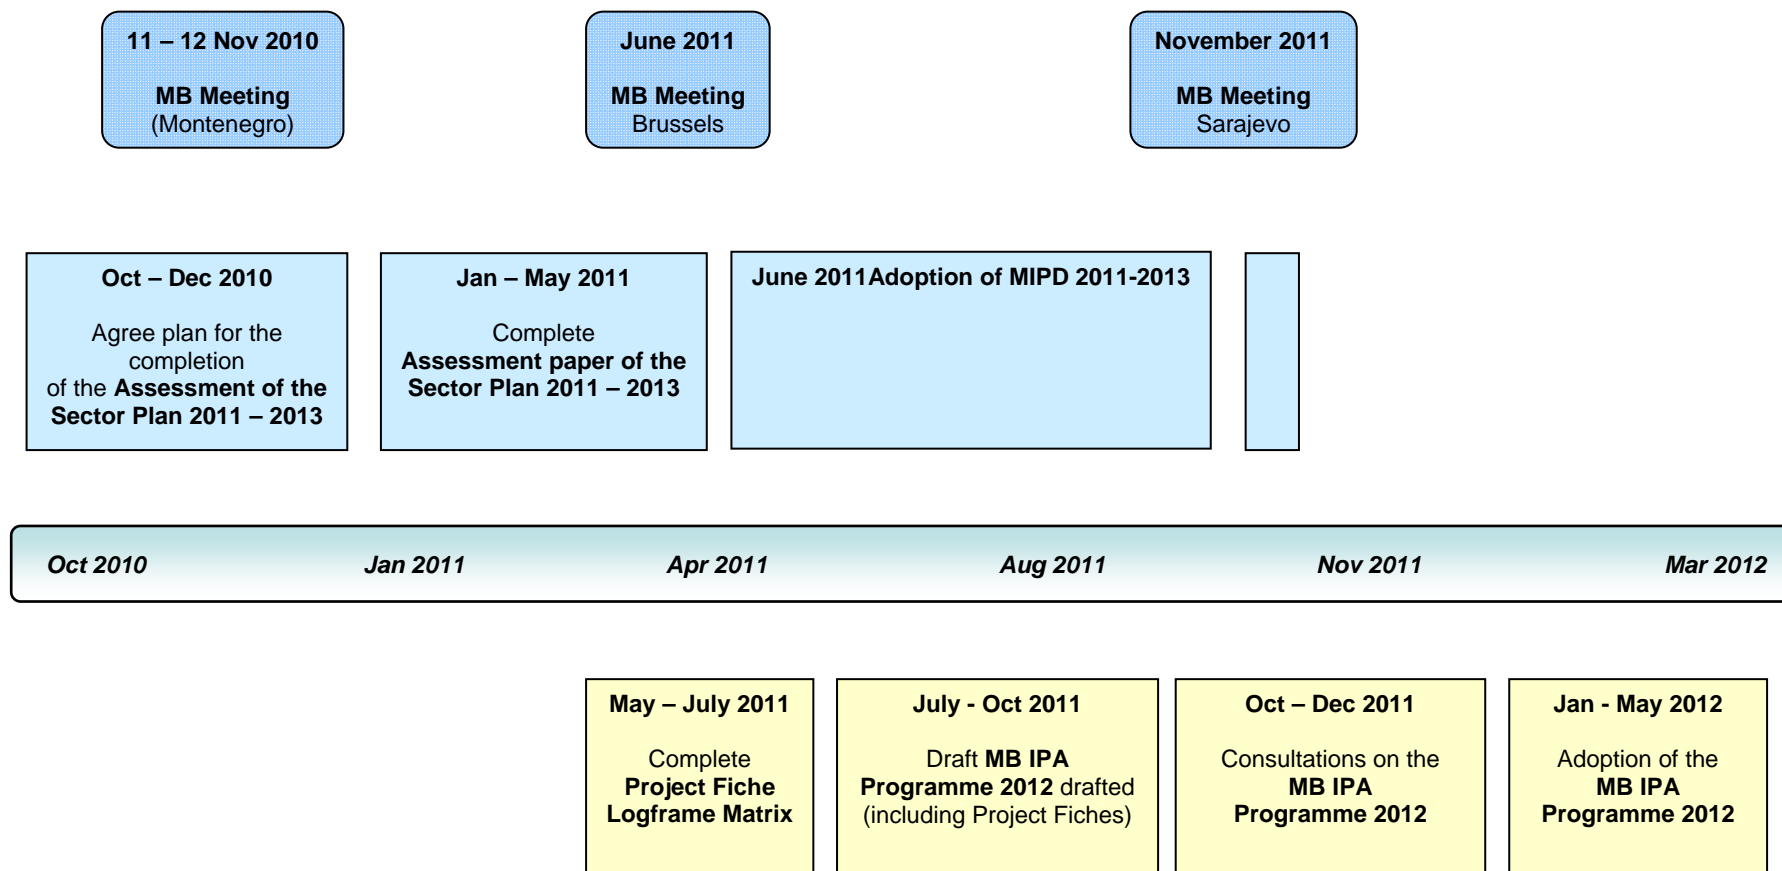 11 – 12 Nov 2010
MB Meeting
(Montenegro)
June 2011
MB Meeting
Brussels
November 2011
MB Meeting
Sarajevo
Oct – Dec 2010
Agree plan for the
completion
of the Assessment of the
Sector Plan 2011 – 2013
Jan – May 2011
Complete
Assessment paper of the
Sector Plan 2011 – 2013
June 2011Adoption of MIPD 2011-2013
Oct 2010
Jan 2011
Apr 2011
Aug 2011
Nov 2011
Mar 2012
May – July 2011
Complete
Project Fiche
Logframe Matrix
July - Oct 2011
Draft MB IPA
Programme 2012 drafted
(including Project Fiches)
Oct – Dec 2011
Consultations on the
MB IPA
Programme 2012
Jan - May 2012
Adoption of the
MB IPA
Programme 2012